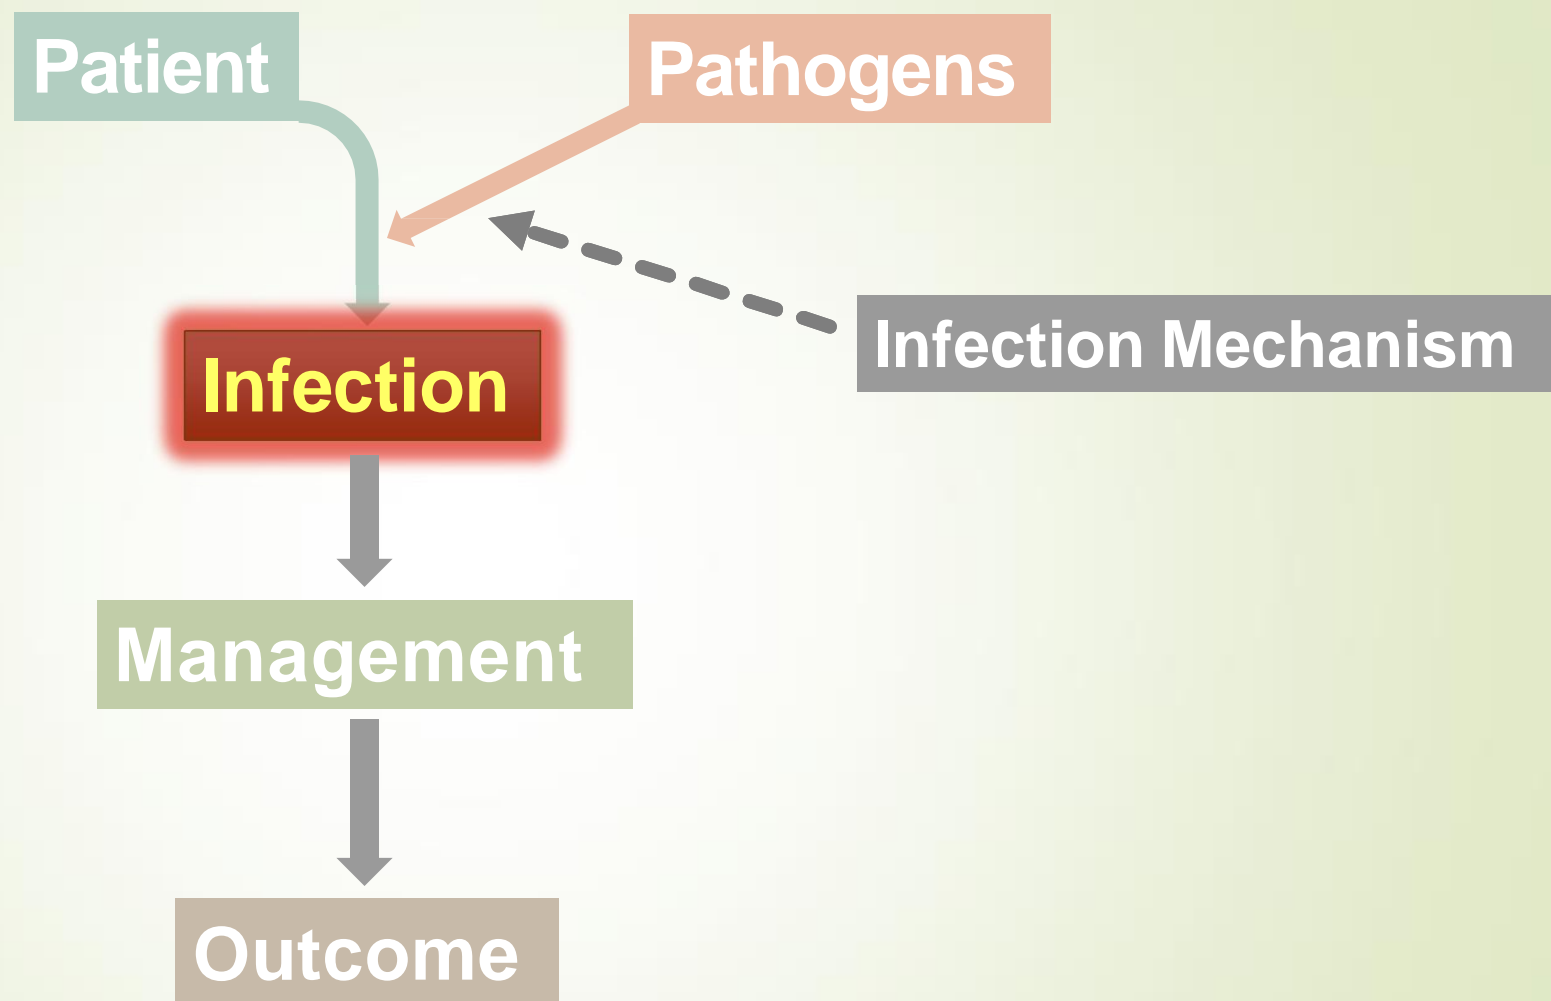 Patient
Pathogens
Infection Mechanism
Infection
Management
Outcome